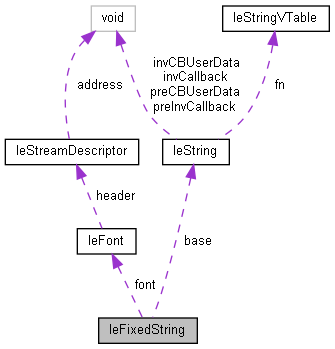 void
leStringVTable
address
invCBUserData
invCallback
preCBUserData
preInvCallback
fn
leStreamDescriptor
leString
header
leFont
base
font
leFixedString